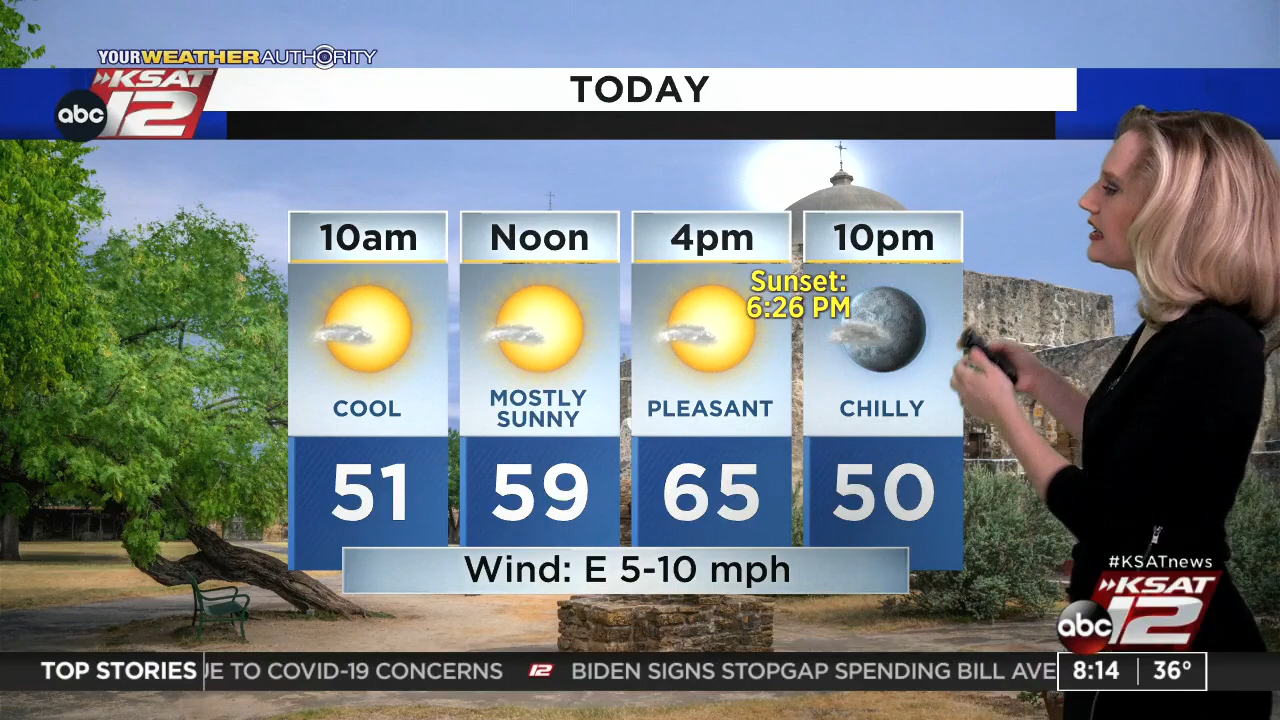 YOURWEATHERAUTHORITY
KSAT
abc 12
TODAY
10am
Noon
4pm
10pm
Sunset:
6:26 PM
COOL
MOSTLY
SUNNY
PLEASANT
CHILLY
51
59
65
50
Wind: E 5-10 mph
#KSATnews
KSAT
abc 12
TOP STORIES
TO COVID-19 CONCERNS 12 BIDEN SIGNS STOPGAP SPENDING BILL AVE
8:14 36°